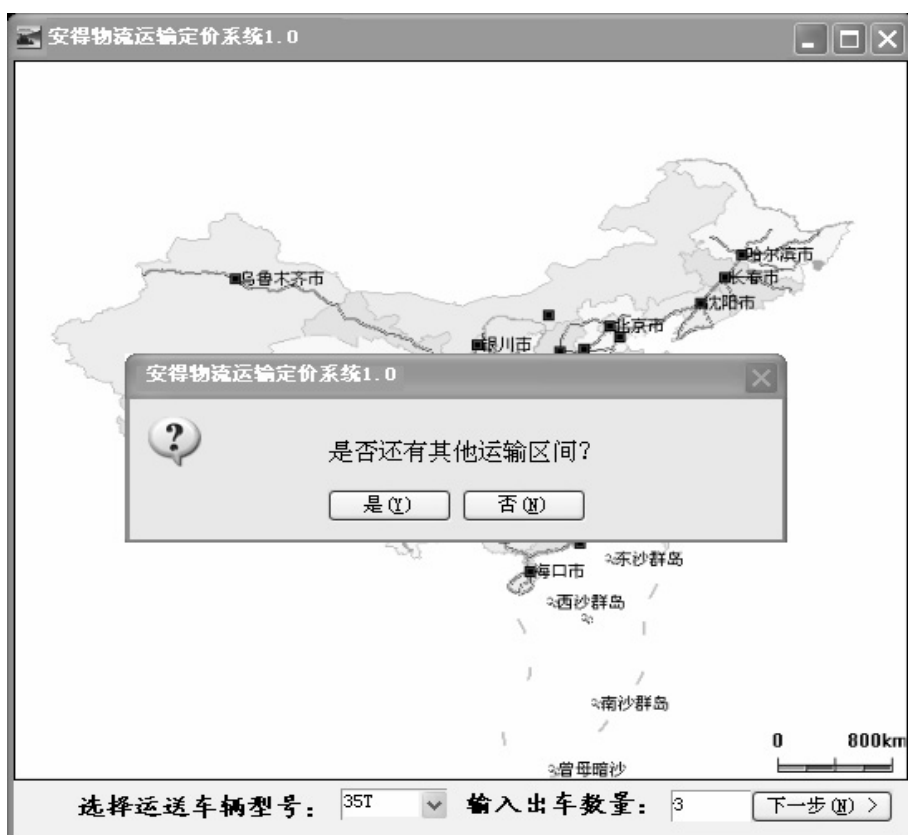 安得物流运输定价系统1.0
哈尔滨市
乌鲁木齐市
长春市
沈阳市
北京市
银川市
安得物流运输定价系统1.0
?
是否还有其他运输区间?
是(Y) 否(N)
东沙群岛
海口市
西沙群岛
南沙群岛
0 800km
曾母暗沙
选择运送车辆型号: 35T 输入出车数量: 3 下一步(N) >